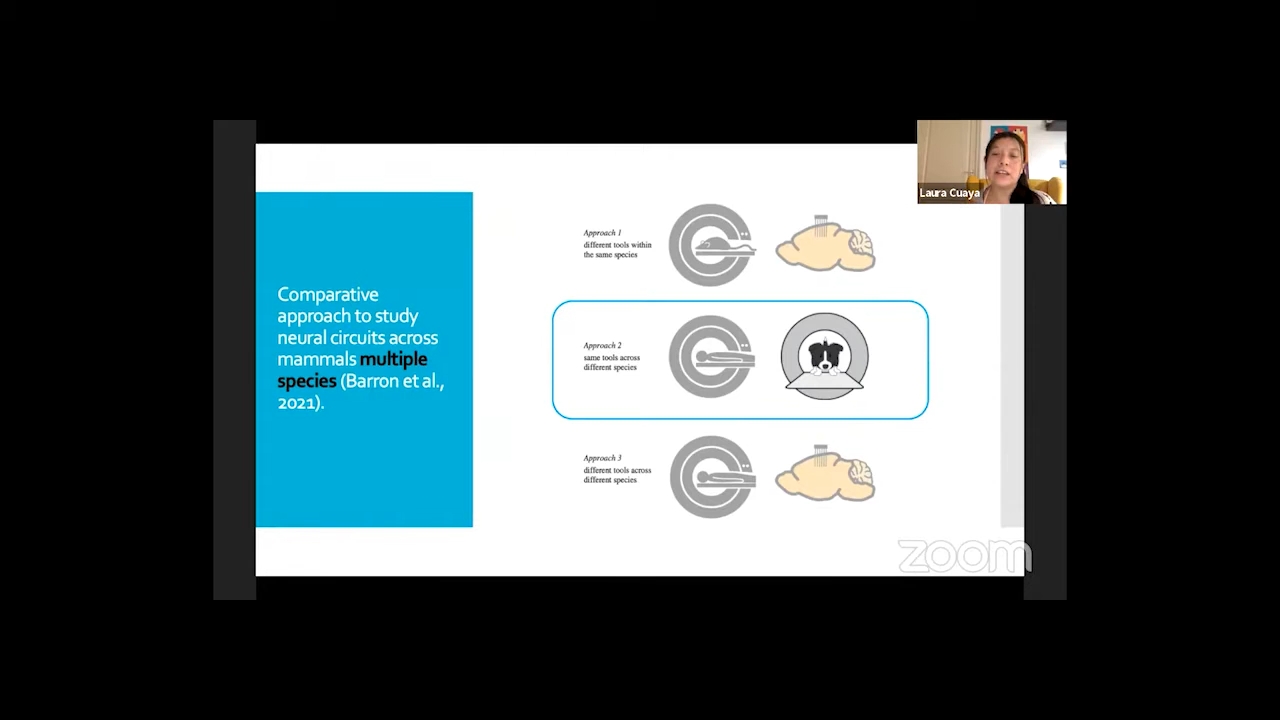 Laura Cuaya
Comparative
approach to study
neural circuits across
mammals multiple
species (Barron et al.,
2021).
Approach 1
different tools within
the same species
Approach 2
same tools across
different species
Approach 3
different tools across
different species
zoom